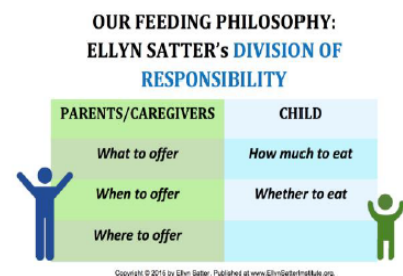 OUR FEEDING PHILOSOPHY:
ELLYN SATTER's DIVISION OF
RESPONSIBILITY
PARENTS/CAREGIVERS CHILD
What to offer How much to eat
When to offer Whether to eat
Where to offer
Copyright © 2015 by Ellyn Satter. Published at www.EllynSatterInstitute.org.